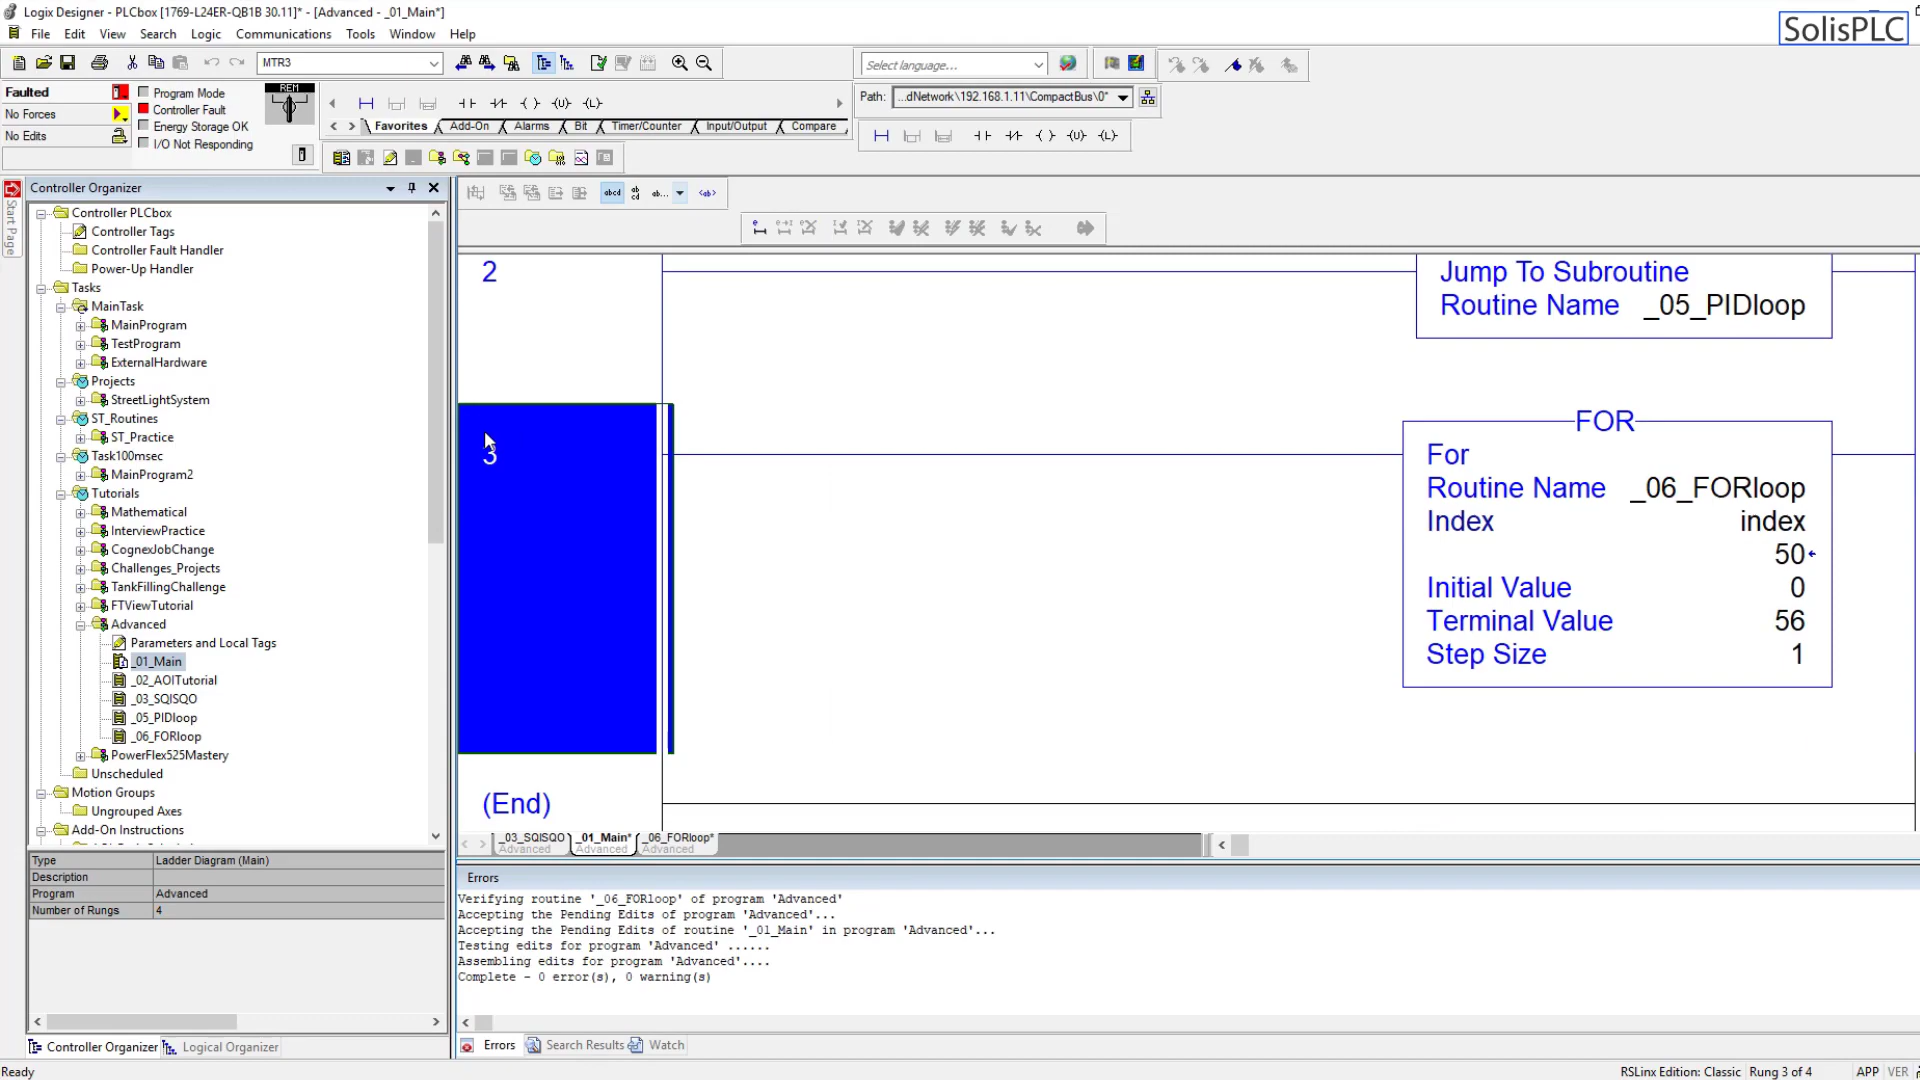 Logix Designer - PLCbox [1769-L24ER-QB1B 30.11]* - [Advanced - _01_Main*]
SolisPLC
File Edit View Search Logic Communications Tools Window Help
MTR3
Select language...
Faulted
No Forces
No Edits
Program Mode
Controller Fault
Energy Storage OK
I/O Not Responding
REM
Path: ...dNetwork\192.168.1.11\CompactBus\0*
Favorites Add-On Alarms Bit Timer/Counter Input/Output Compare
Start Page
Controller Organizer
Controller PLCbox
Controller Tags
Controller Fault Handler
Power-Up Handler
Tasks
MainTask
MainProgram
TestProgram
ExternalHardware
Projects
StreetLightSystem
ST_Routines
ST_Practice
Task100msec
MainProgram2
Tutorials
Mathematical
InterviewPractice
CognexJobChange
Challenges_Projects
TankFillingChallenge
FTViewTutorial
Advanced
Parameters and Local Tags
_01_Main
_02_AOITutorial
_03_SQISQO
_05_PIDloop
_06_FORloop
PowerFlex525Mastery
Unscheduled
Motion Groups
Ungrouped Axes
Add-On Instructions
Type Ladder Diagram (Main)
Description
Program Advanced
Number of Rungs 4
Controller Organizer Logical Organizer
2
Jump To Subroutine
Routine Name _05_PIDloop
3
FOR
For
Routine Name _06_FORloop
Index index
50
Initial Value 0
Terminal Value 56
Step Size 1
(End)
_03_SQISQO _01_Main* _06_FORloop*
Advanced Advanced Advanced
Errors
Verifying routine '_06_FORloop' of program 'Advanced'
Accepting the Pending Edits of program 'Advanced'...
Accepting the Pending Edits of routine '_01_Main' in program 'Advanced'...
Testing edits for program 'Advanced' ......
Assembling edits for program 'Advanced'....
Complete - 0 error(s), 0 warning(s)
Errors Search Results Watch
Ready
RSLinx Edition: Classic Rung 3 of 4 APP VER